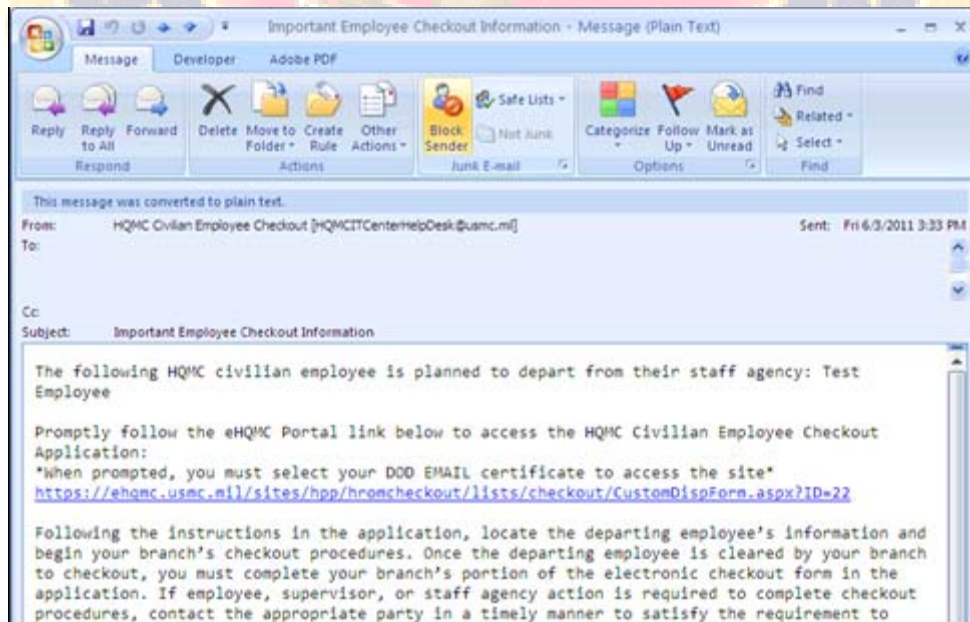 Important Employee Checkout Information - Message (Plain Text)
Message Developer Adobe PDF
Reply Reply to All Forward Delete Move to Folder Create Rule Other Actions Block Sender Safe Lists Not Junk Categorize Follow Up Mark as Unread Find Related Select
Respond Actions Junk E-mail Options Find
This message was converted to plain text.
From: HQMC Civilian Employee Checkout [HQMCITCenterHelpDesk@usmc.mil] Sent: Fri 6/3/2011 3:33 PM
To:
Cc:
Subject: Important Employee Checkout Information
The following HQMC civilian employee is planned to depart from their staff agency: Test
Employee
Promptly follow the eHQMC Portal link below to access the HQMC Civilian Employee Checkout
Application:
*When prompted, you must select your DOD EMAIL certificate to access the site*
https://ehqmc.usmc.mil/sites/hpp/hromcheckout/lists/checkout/CustomDispForm.aspx?ID=22
Following the instructions in the application, locate the departing employee's information and
begin your branch's checkout procedures. Once the departing employee is cleared by your branch
to checkout, you must complete your branch's portion of the electronic checkout form in the
application. If employee, supervisor, or staff agency action is required to complete checkout
procedures, contact the appropriate party in a timely manner to satisfy the requirement to